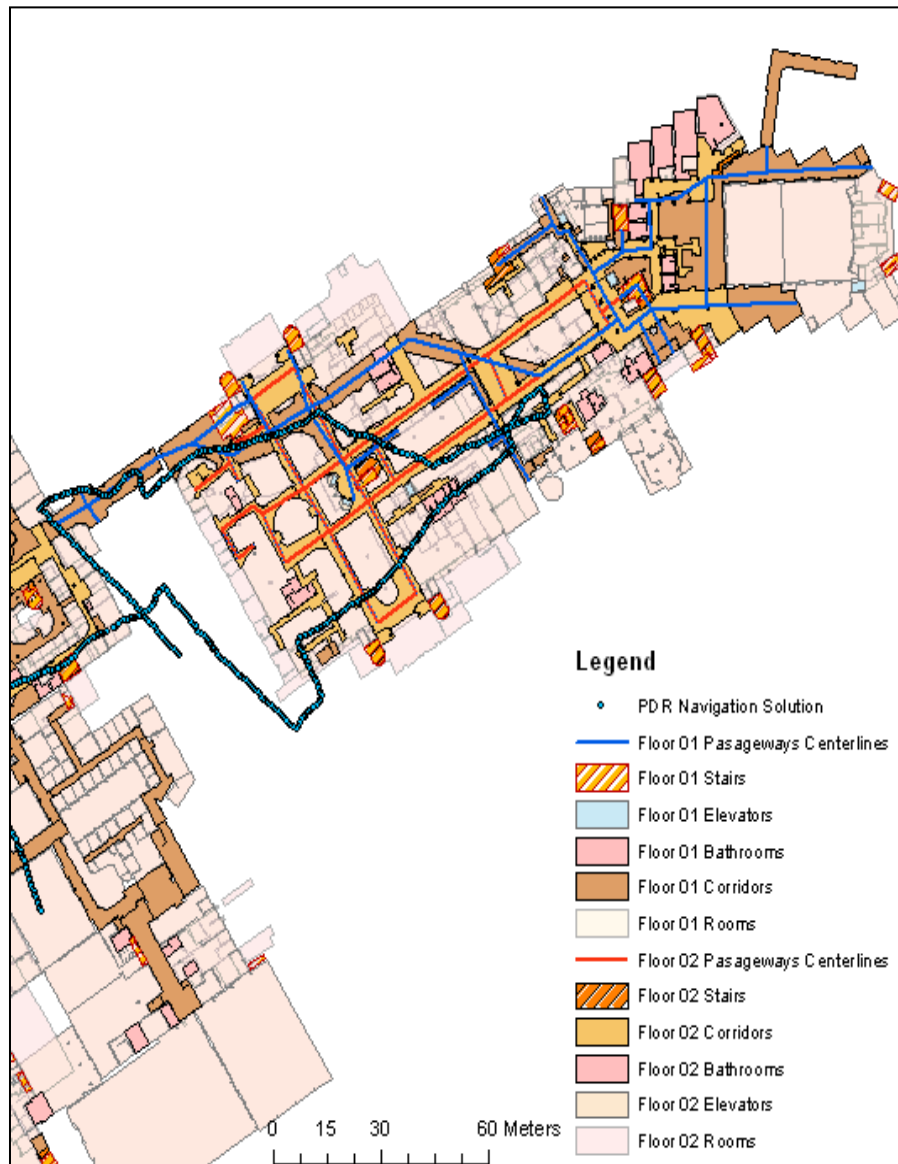 Legend
PDR Navigation Solution
Floor 01 Pasageways Centerlines
Floor 01 Stairs
Floor 01 Elevators
Floor 01 Bathrooms
Floor 01 Corridors
Floor 01 Rooms
Floor 02 Pasageways Centerlines
Floor 02 Stairs
Floor 02 Corridors
Floor 02 Bathrooms
Floor 02 Elevators
Floor 02 Rooms
0 15 30 60 Meters